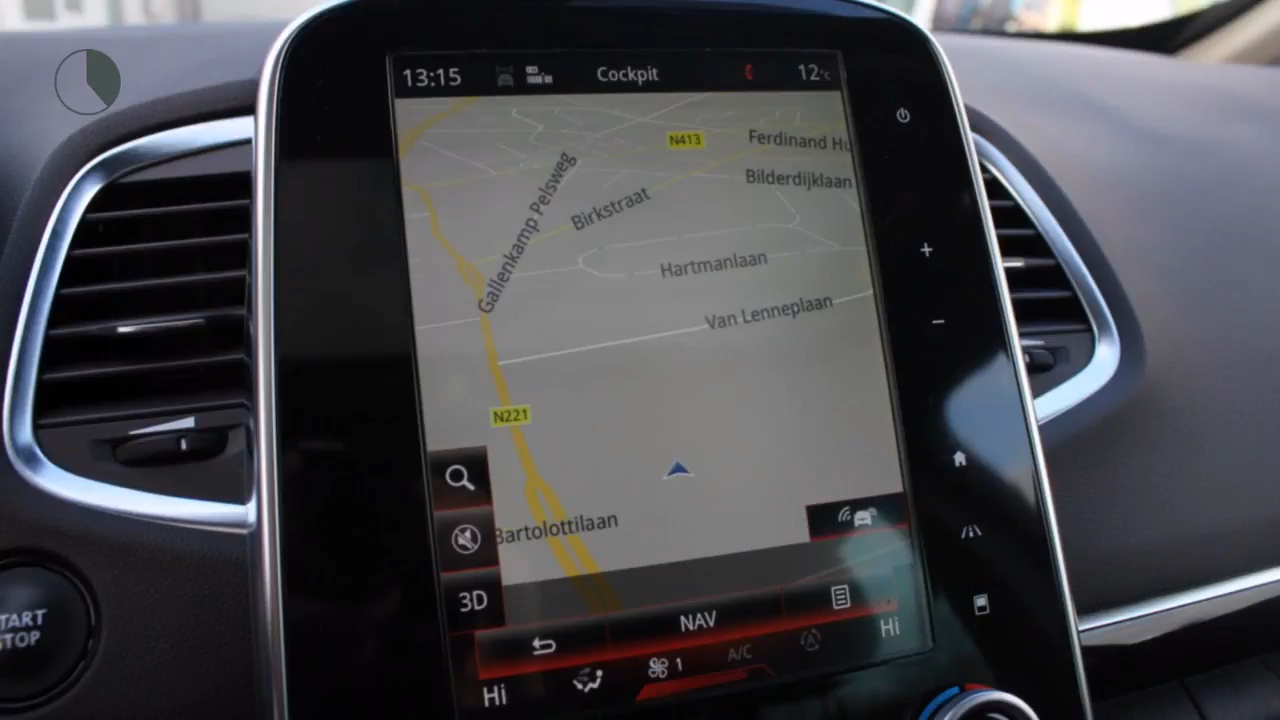 13:15 Cockpit 12°C
N413
Ferdinand Hu
Bilderdijklaan
Gallenkamp Pelsweg
Birkstraat
Hartmanlaan
Van Lenneplaan
N221
Bartolottilaan
3D
NAV
Hi
1
A/C
Hi
TART
STOP
+
-